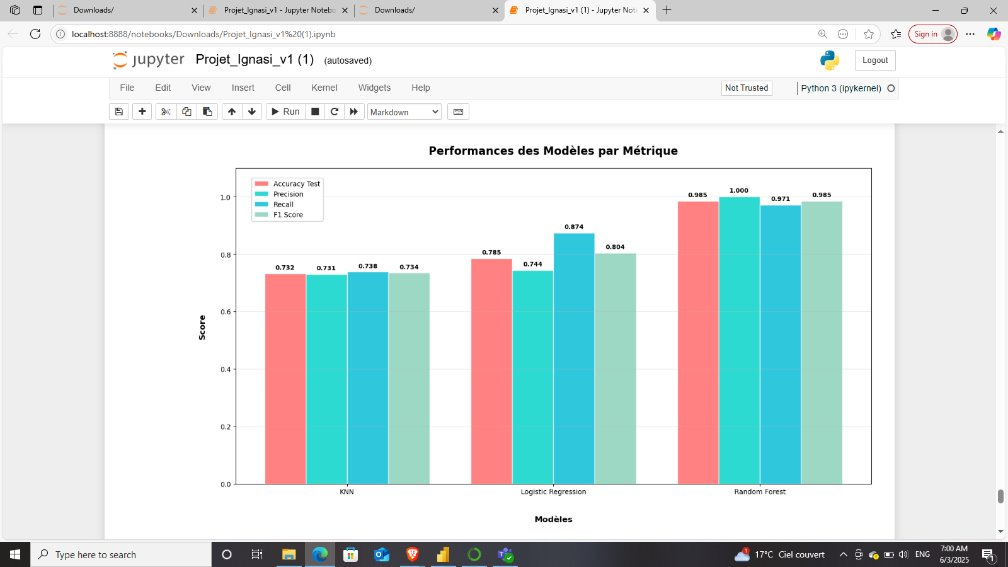 Downloads/
Projet_Ignasi_v1 - Jupyter Notebo
Downloads/
Projet_Ignasi_v1 (1) - Jupyter Not
localhost:8888/notebooks/Downloads/Projet_Ignasi_v1%20(1).ipynb
Sign in
jupyter Projet_Ignasi_v1 (1) (autosaved)
Logout
File Edit View Insert Cell Kernel Widgets Help
Not Trusted
Python 3 (ipykernel)
Run
Markdown
Performances des Modèles par Métrique
Accuracy Test
Precision
Recall
F1 Score
Score
1.0
0.8
0.6
0.4
0.2
0.0
0.732 0.731 0.738 0.734
0.785 0.744 0.874 0.804
0.985 1.000 0.971 0.985
KNN Logistic Regression Random Forest
Modèles
Type here to search
17°C Ciel couvert
ENG
7:00 AM
6/3/2025
1